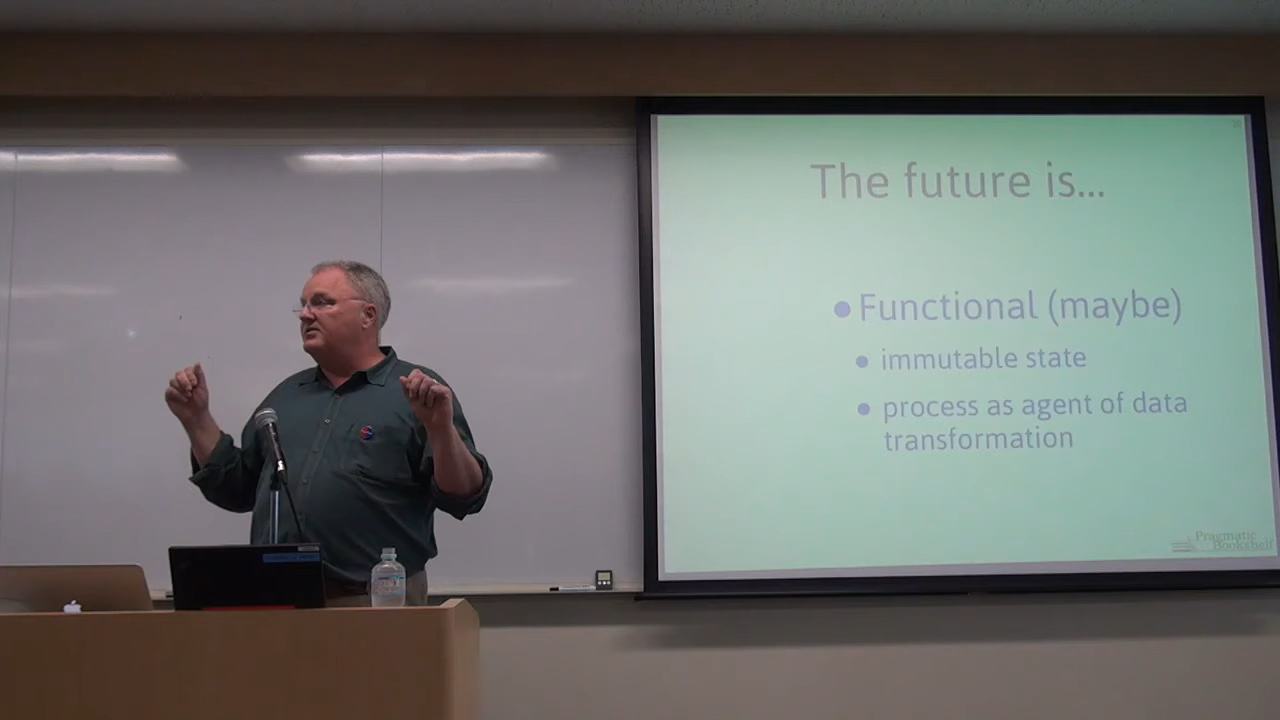 The future is...
● Functional (maybe)
● immutable state
● process as agent of data
transformation
Pragmatic
Bookshelf